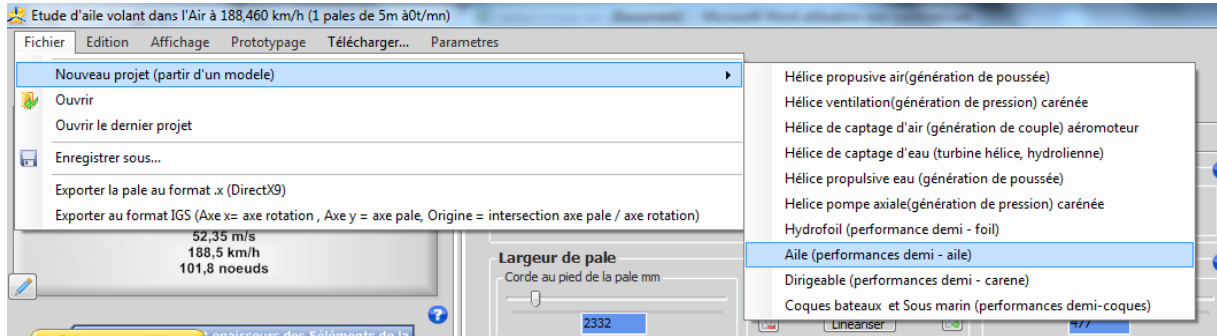 Etude d'aile volant dans l'Air à 188,460 km/h (1 pales de 5m à0t/mn)
Fichier Edition Affichage Prototypage Télécharger... Parametres
Nouveau projet (partir d'un modele)
Ouvrir
Ouvrir le dernier projet
Enregistrer sous...
Exporter la pale au format .x (DirectX9)
Exporter au format IGS (Axe x= axe rotation , Axe y = axe pale, Origine = intersection axe pale / axe rotation)
Hélice propusive air(génération de poussée)
Hélice ventilation(génération de pression) carénée
Hélice de captage d'air (génération de couple) aéromoteur
Hélice de captage d'eau (turbine hélice, hydrolienne)
Hélice propulsive eau (génération de poussée)
Helice pompe axiale(génération de pression) carénée
Hydrofoil (performance demi - foil)
Aile (performances demi - aile)
Dirigeable (performances demi - carene)
Coques bateaux et Sous marin (performances demi-coques)
52,35 m/s
188,5 km/h
101,8 noeuds
Largeur de pale
Corde au pied de la pale mm
2332
Linéariser
477